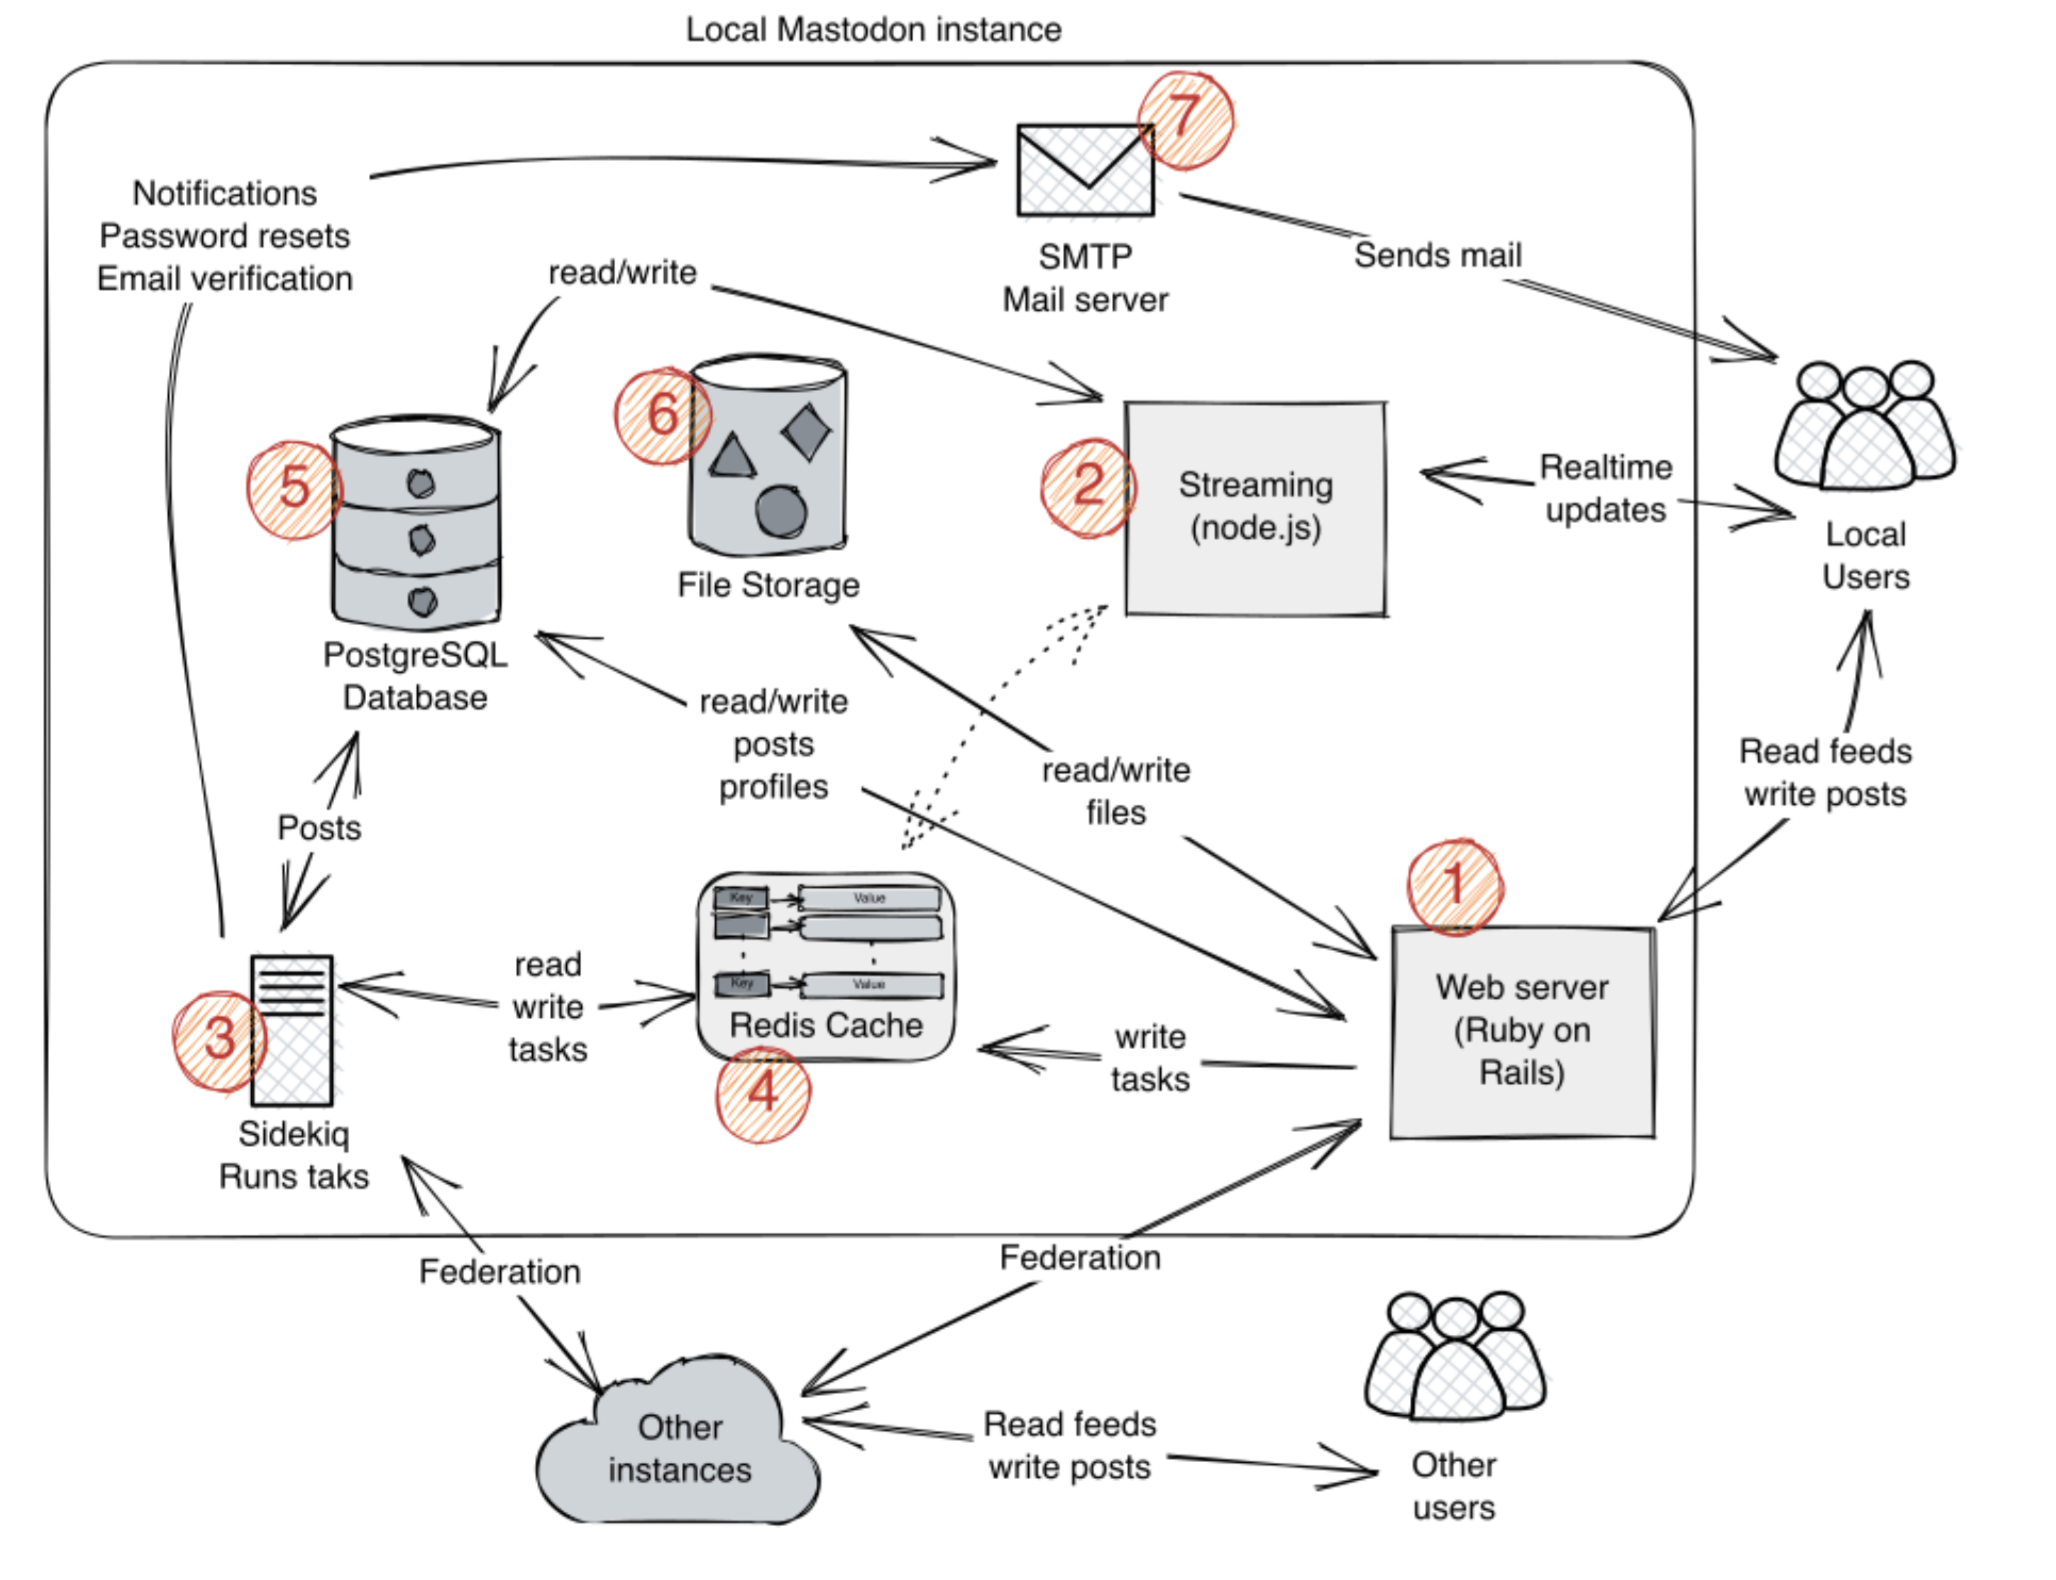 Local Mastodon instance
7
Notifications
Password resets
Email verification
SMTP
Mail server
Sends mail
read/write
6
5
2
Streaming
(node.js)
Realtime
updates
Local
Users
File Storage
PostgreSQL
Database
read/write
posts
profiles
read/write
files
Read feeds
write posts
Posts
1
Key
Value
Key
Value
Redis Cache
4
read
write
tasks
write
tasks
Web server
(Ruby on
Rails)
3
Sidekiq
Runs taks
Federation
Federation
Other
instances
Read feeds
write posts
Other
users